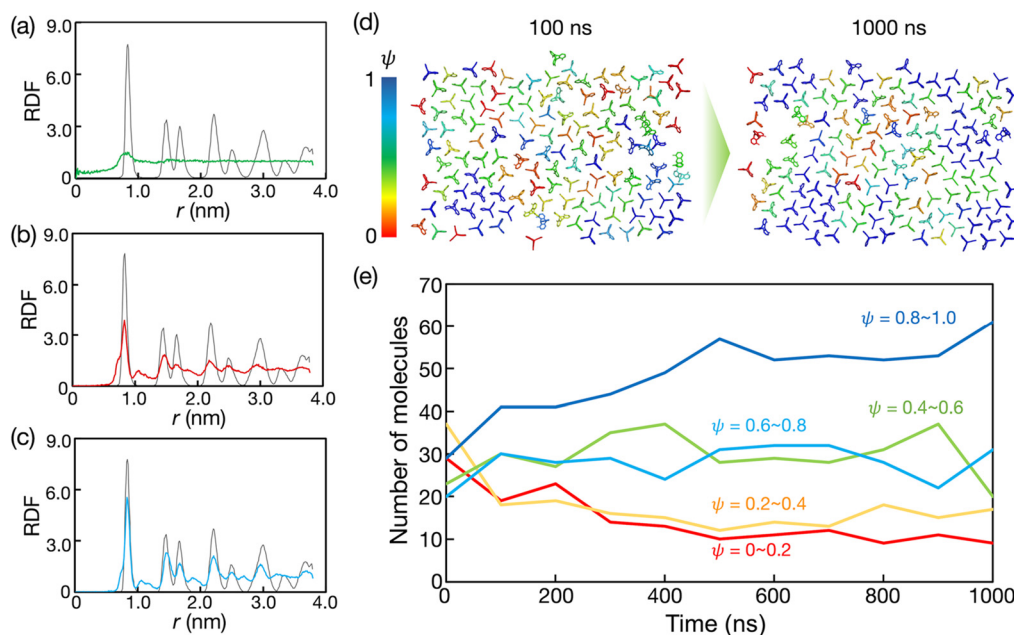 (a)
RDF
9.0
6.0
3.0
0
0
1.0
2.0
3.0
4.0
r (nm)
(b)
RDF
9.0
6.0
3.0
0
0
1.0
2.0
3.0
4.0
r (nm)
(c)
RDF
9.0
6.0
3.0
0
0
1.0
2.0
3.0
4.0
r (nm)
(d)
100 ns
1000 ns
ψ
1
0
(e)
Number of molecules
70
60
50
40
30
20
10
0
ψ = 0.8~1.0
ψ = 0.6~0.8
ψ = 0.4~0.6
ψ = 0.2~0.4
ψ = 0~0.2
0
200
400
600
800
1000
Time (ns)